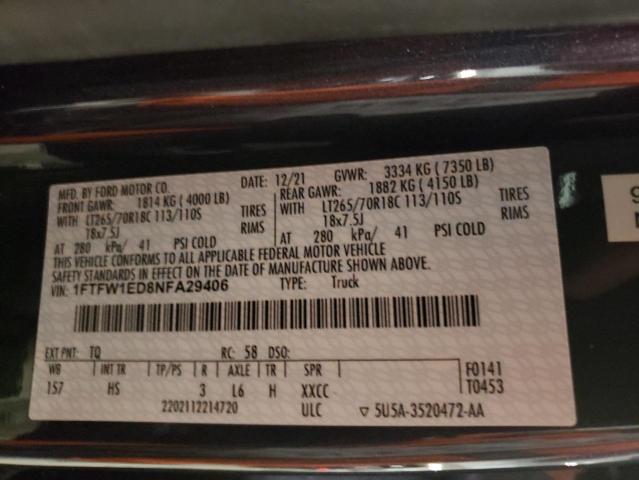 MFD. BY FORD MOTOR CO. DATE: 12/21 GVWR: 3334 KG ( 7350 LB)
FRONT GAWR: 1814 KG ( 4000 LB) REAR GAWR: 1882 KG ( 4150 LB)
WITH LT265/70R18C 113/110S TIRES WITH LT265/70R18C 113/110S TIRES
18x7.5J RIMS 18x7.5J RIMS
AT 280 kPa/ 41 PSI COLD AT 280 kPa/ 41 PSI COLD
THIS VEHICLE CONFORMS TO ALL APPLICABLE FEDERAL MOTOR VEHICLE
SAFETY STANDARDS IN EFFECT ON THE DATE OF MANUFACTURE SHOWN ABOVE.
VIN: 1FTFW1ED8NFA29406 TYPE: Truck
EXT PNT: TQ RC: 58 DSO:
WB INT TR TP/PS R AXLE TR SPR F0141
157 HS 3 L6 H XXCC T0453
2202112214720 ULC ▽ 5U5A-3520472-AA